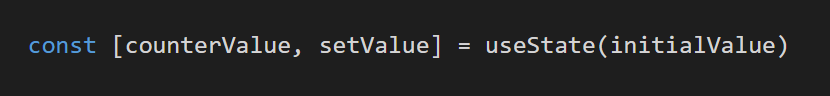 const [counterValue, setValue] = useState(initialValue)